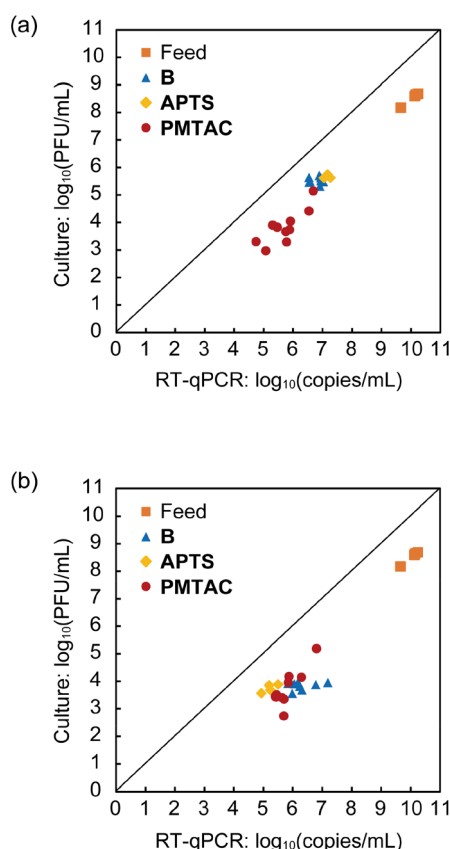 (a)
11
10
9
8
7
6
5
4
3
2
1
0
Culture: log₁₀(PFU/mL)
Feed
B
APTS
PMTAC
0 1 2 3 4 5 6 7 8 9 10 11
RT-qPCR: log₁₀(copies/mL)
(b)
11
10
9
8
7
6
5
4
3
2
1
0
Culture: log₁₀(PFU/mL)
Feed
B
APTS
PMTAC
0 1 2 3 4 5 6 7 8 9 10 11
RT-qPCR: log₁₀(copies/mL)